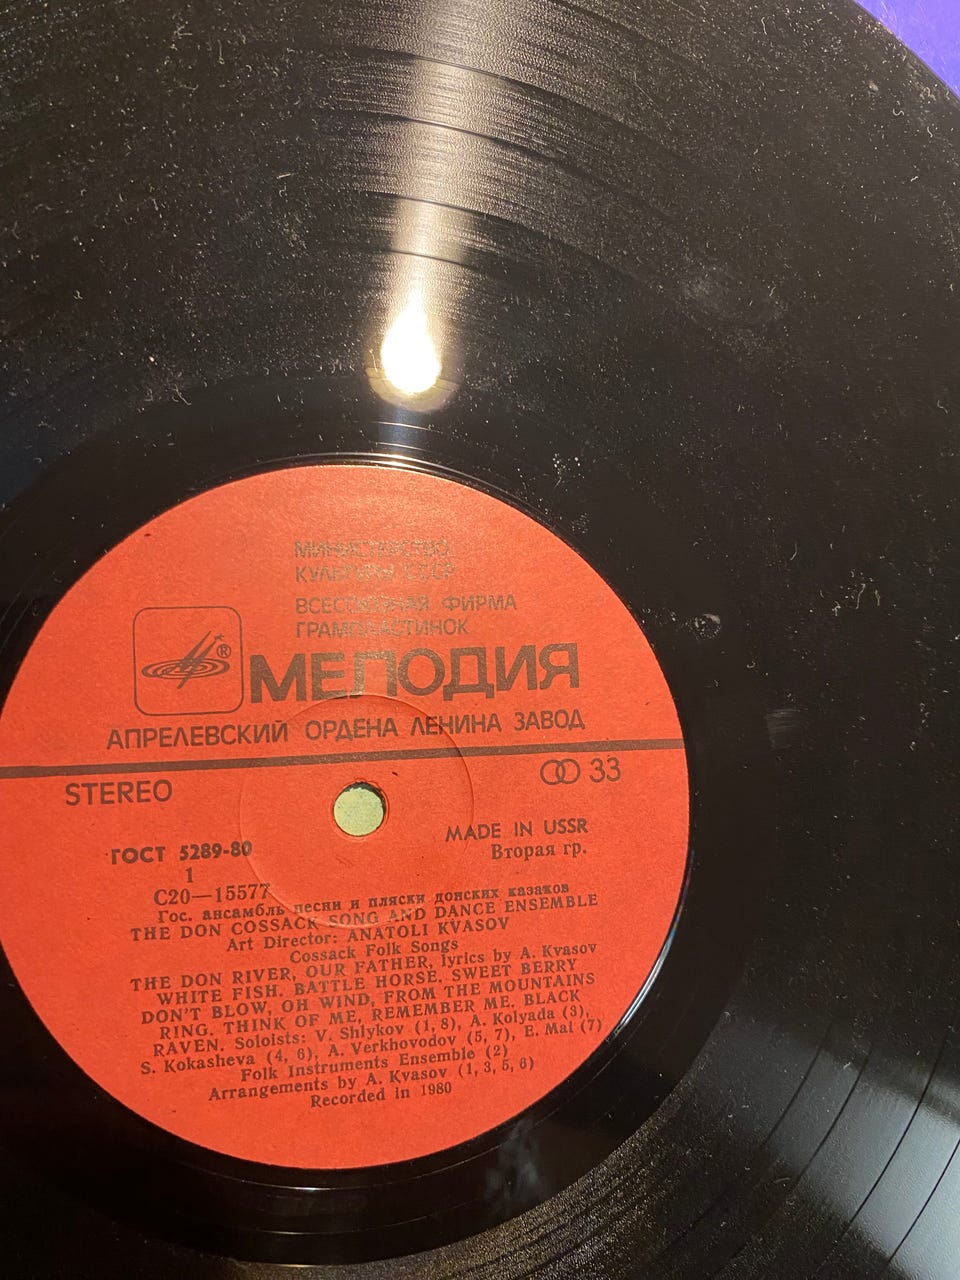 МИНИСТЕРСТВО
КУЛЬТУРЫ СССР
ВСЕСОЮЗНАЯ ФИРМА
ГРАМПЛАСТИНОК
®
МЕЛОДИЯ
АПРЕЛЕВСКИЙ ОРДЕНА ЛЕНИНА ЗАВОД
STEREO
33
ГОСТ 5289-80
MADE IN USSR
1
Вторая гр.
С20—15577
Гос. ансамбль песни и пляски донских казаков
THE DON COSSACK SONG AND DANCE ENSEMBLE
Art Director: ANATOLI KVASOV
Cossack Folk Songs
THE DON RIVER, OUR FATHER, lyrics by A. Kvasov
WHITE FISH. BATTLE HORSE. SWEET BERRY
DON'T BLOW, OH WIND, FROM THE MOUNTAINS
RING. THINK OF ME, REMEMBER ME. BLACK
RAVEN. Soloists: V. Shlykov (1, 8), A. Kolyada (3),
S. Kokasheva (4, 6), A. Verkhovodov (5, 7), E. Mai (7)
Folk Instruments Ensemble (2)
Arrangements by A. Kvasov (1, 3, 5, 6)
Recorded in 1980